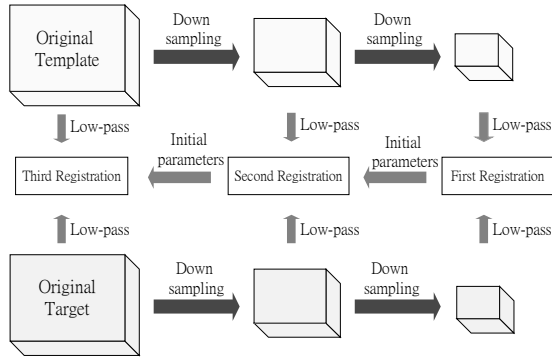 Original
Template
Down
sampling
Down
sampling
Low-pass
Low-pass
Low-pass
Third Registration
Initial
parameters
Second Registration
Initial
parameters
First Registration
Low-pass
Low-pass
Low-pass
Original
Target
Down
sampling
Down
sampling